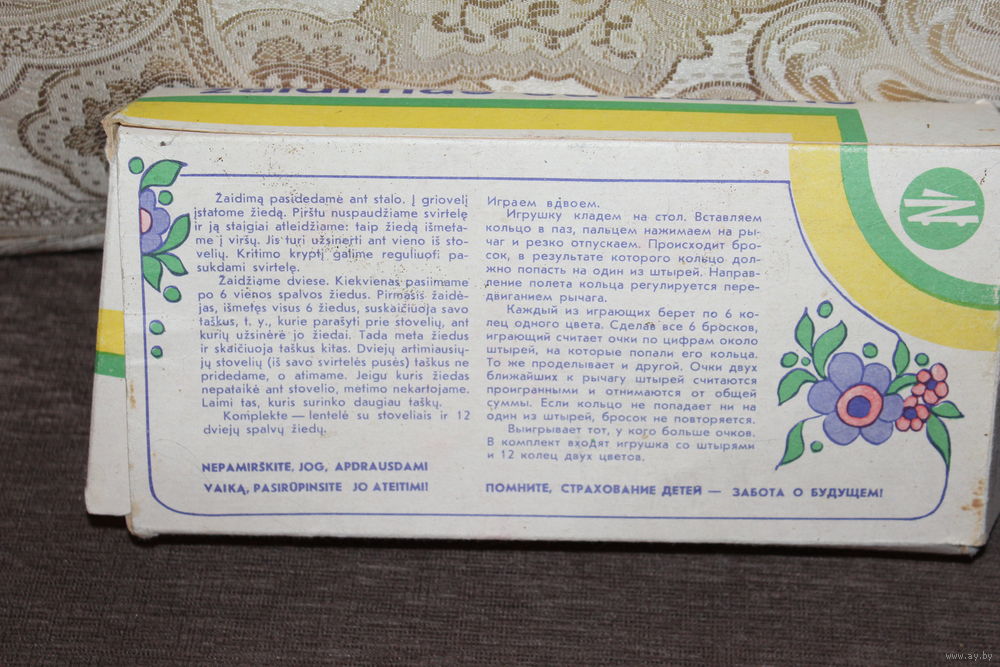 Žaidimą pasidedame ant stalo. Į griovelį
įstatome žiedą. Pirštu nuspaudžiame svirtelę
ir ją staigiai atleidžiame: taip žiedą išmeta-
me į viršų. Jis turi užsinerti ant vieno iš sto-
velių. Kritimo kryptį galime reguliuoti pa-
sukdami svirtelę.
Žaidžiame dviese. Kiekvienas pasiimame
po 6 vienos spalvos žiedus. Pirmasis žaidė-
jas, išmetęs visus 6 žiedus, suskaičiuoja savo
taškus, t. y., kurie parašyti prie stovelių, ant
kurių užsinėrė jo žiedai. Tada meta žiedus
ir skaičiuoja taškus kitas. Dviejų artimiausių-
jų stovelių (iš savo svirtelės pusės) taškus ne
pridedame, o atimame. Jeigu kuris žiedas
nepataikė ant stovelio, metimo nekartojame.
Laimi tas, kuris surinko daugiau taškų.
Komplekte — lentelė su stoveliais ir 12
dviejų spalvų žiedų.
NEPAMIRŠKITE, JOG, APDRAUSDAMI
VAIKĄ, PASIRŪPINSITE JO ATEITIMI!
Играем вдвоем.
Игрушку кладем на стол. Вставляем
кольцо в паз, пальцем нажимаем на ры-
чаг и резко отпускаем. Происходит бро-
сок, в результате которого кольцо дол-
жно попасть на один из штырей. Направ-
ление полета кольца регулируется пере-
движанием рычага.
Каждый из играющих берет по 6 ко-
лец одного цвета. Сделав все 6 бросков,
играющий считает очки по цифрам около
штырей, на которые попали его кольца.
То же проделывает и другой. Очки двух
ближайших к рычагу штырей считаются
проигранными и отнимаются от общей
суммы. Если кольцо не попадает ни на
один из штырей, бросок не повторяется.
Выигрывает тот, у кого больше очков.
В комплект входят игрушка со штырями
и 12 колец двух цветов.
ПОМНИТЕ, СТРАХОВАНИЕ ДЕТЕЙ — ЗАБОТА О БУДУЩЕМ!
www.ay.by